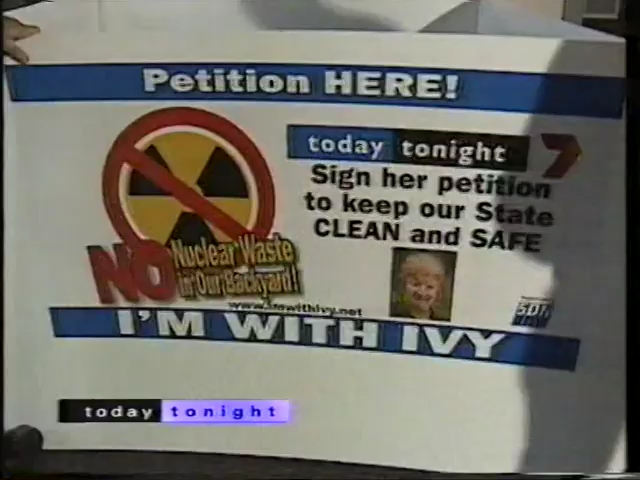 Petition HERE!
today tonight 7
Sign her petition
to keep our State
CLEAN and SAFE
NO Nuclear Waste
in Our Backyard!
www.imwithivy.net
I'M WITH IVY
today tonight